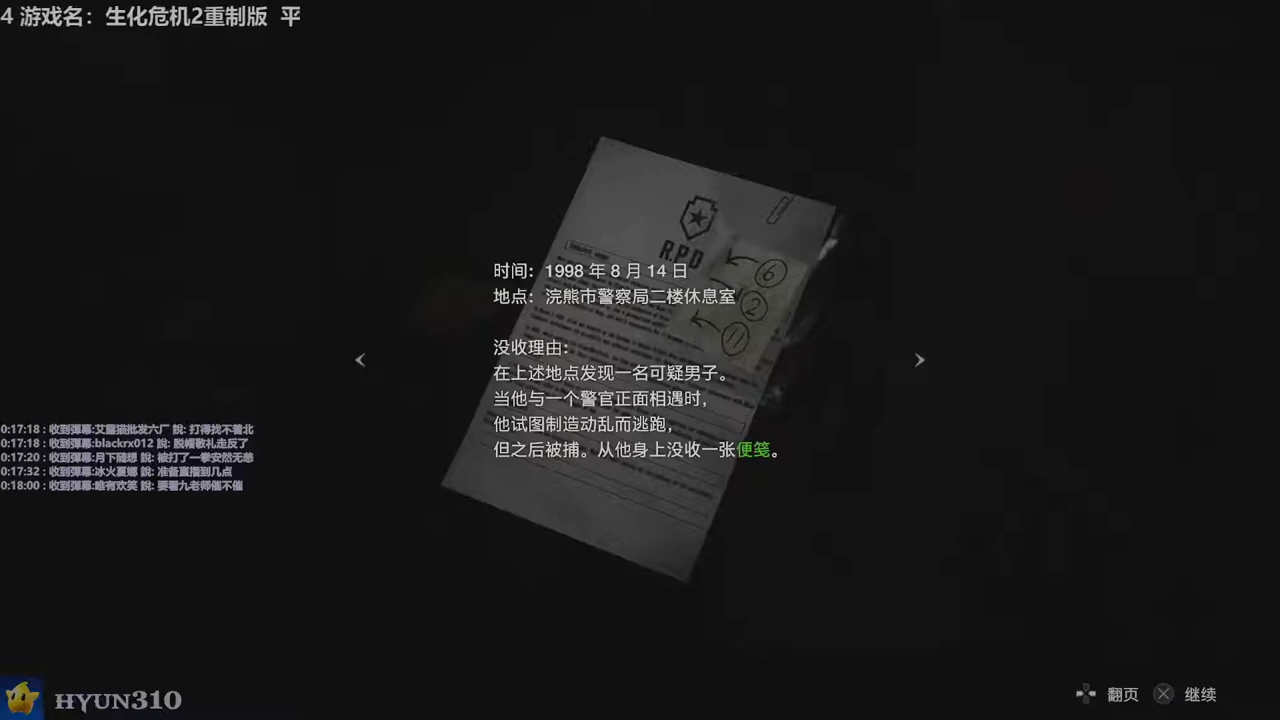 4 游戏名：生化危机2重制版 平
R.P.D
6
2
11
时间：1998 年 8 月 14 日
地点：浣熊市警察局二楼休息室
没收理由：
在上述地点发现一名可疑男子。
当他与一个警官正面相遇时，
他试图制造动乱而逃跑，
但之后被捕。从他身上没收一张便笺。
0:17:18 : 收到弹幕:艾露猫批发六厂 說: 打得找不着北
0:17:18 : 收到弹幕:blackrx012 說: 脱帽敬礼走反了
0:17:20 : 收到弹幕:月下随想 說: 被打了一拳安然无恙
0:17:32 : 收到弹幕:冰火夏娜 說: 准备直播到几点
0:18:00 : 收到弹幕:唯有欢笑 說: 要看九老师催不催
HYUN310
翻页 继续